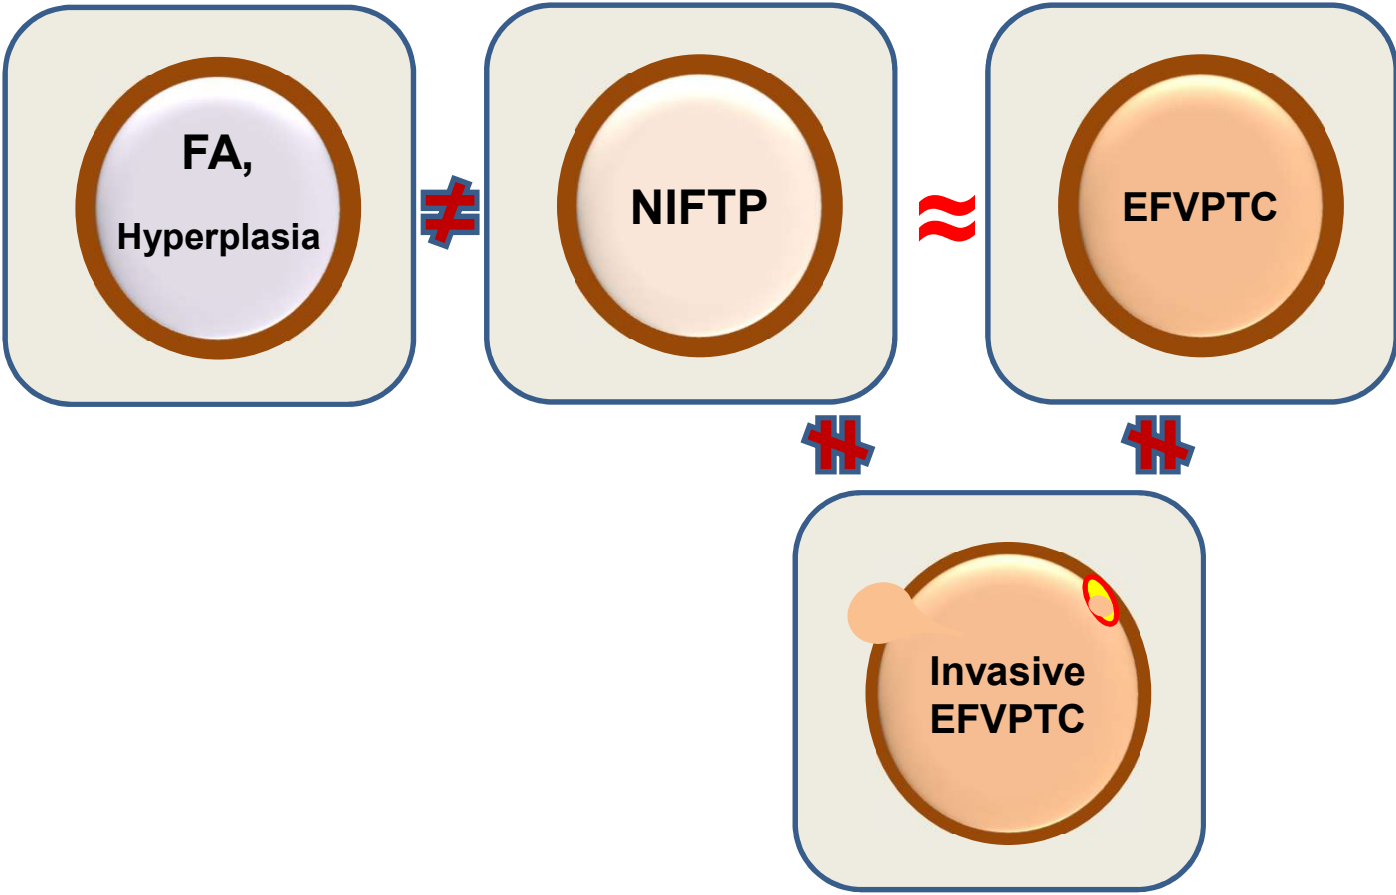 FA,
Hyperplasia
≠
NIFTP
≈
EFVPTC
≠
≠
Invasive
EFVPTC